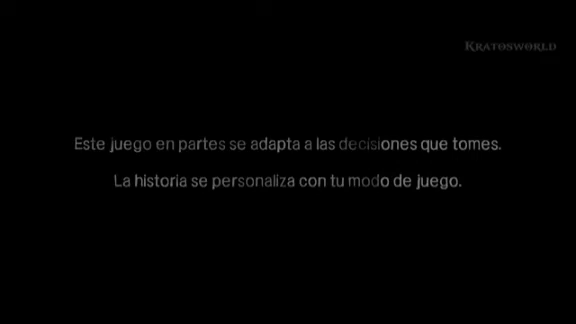 KRATOSWORLD
Este juego en partes se adapta a las decisiones que tomes.
La historia se personaliza con tu modo de juego.